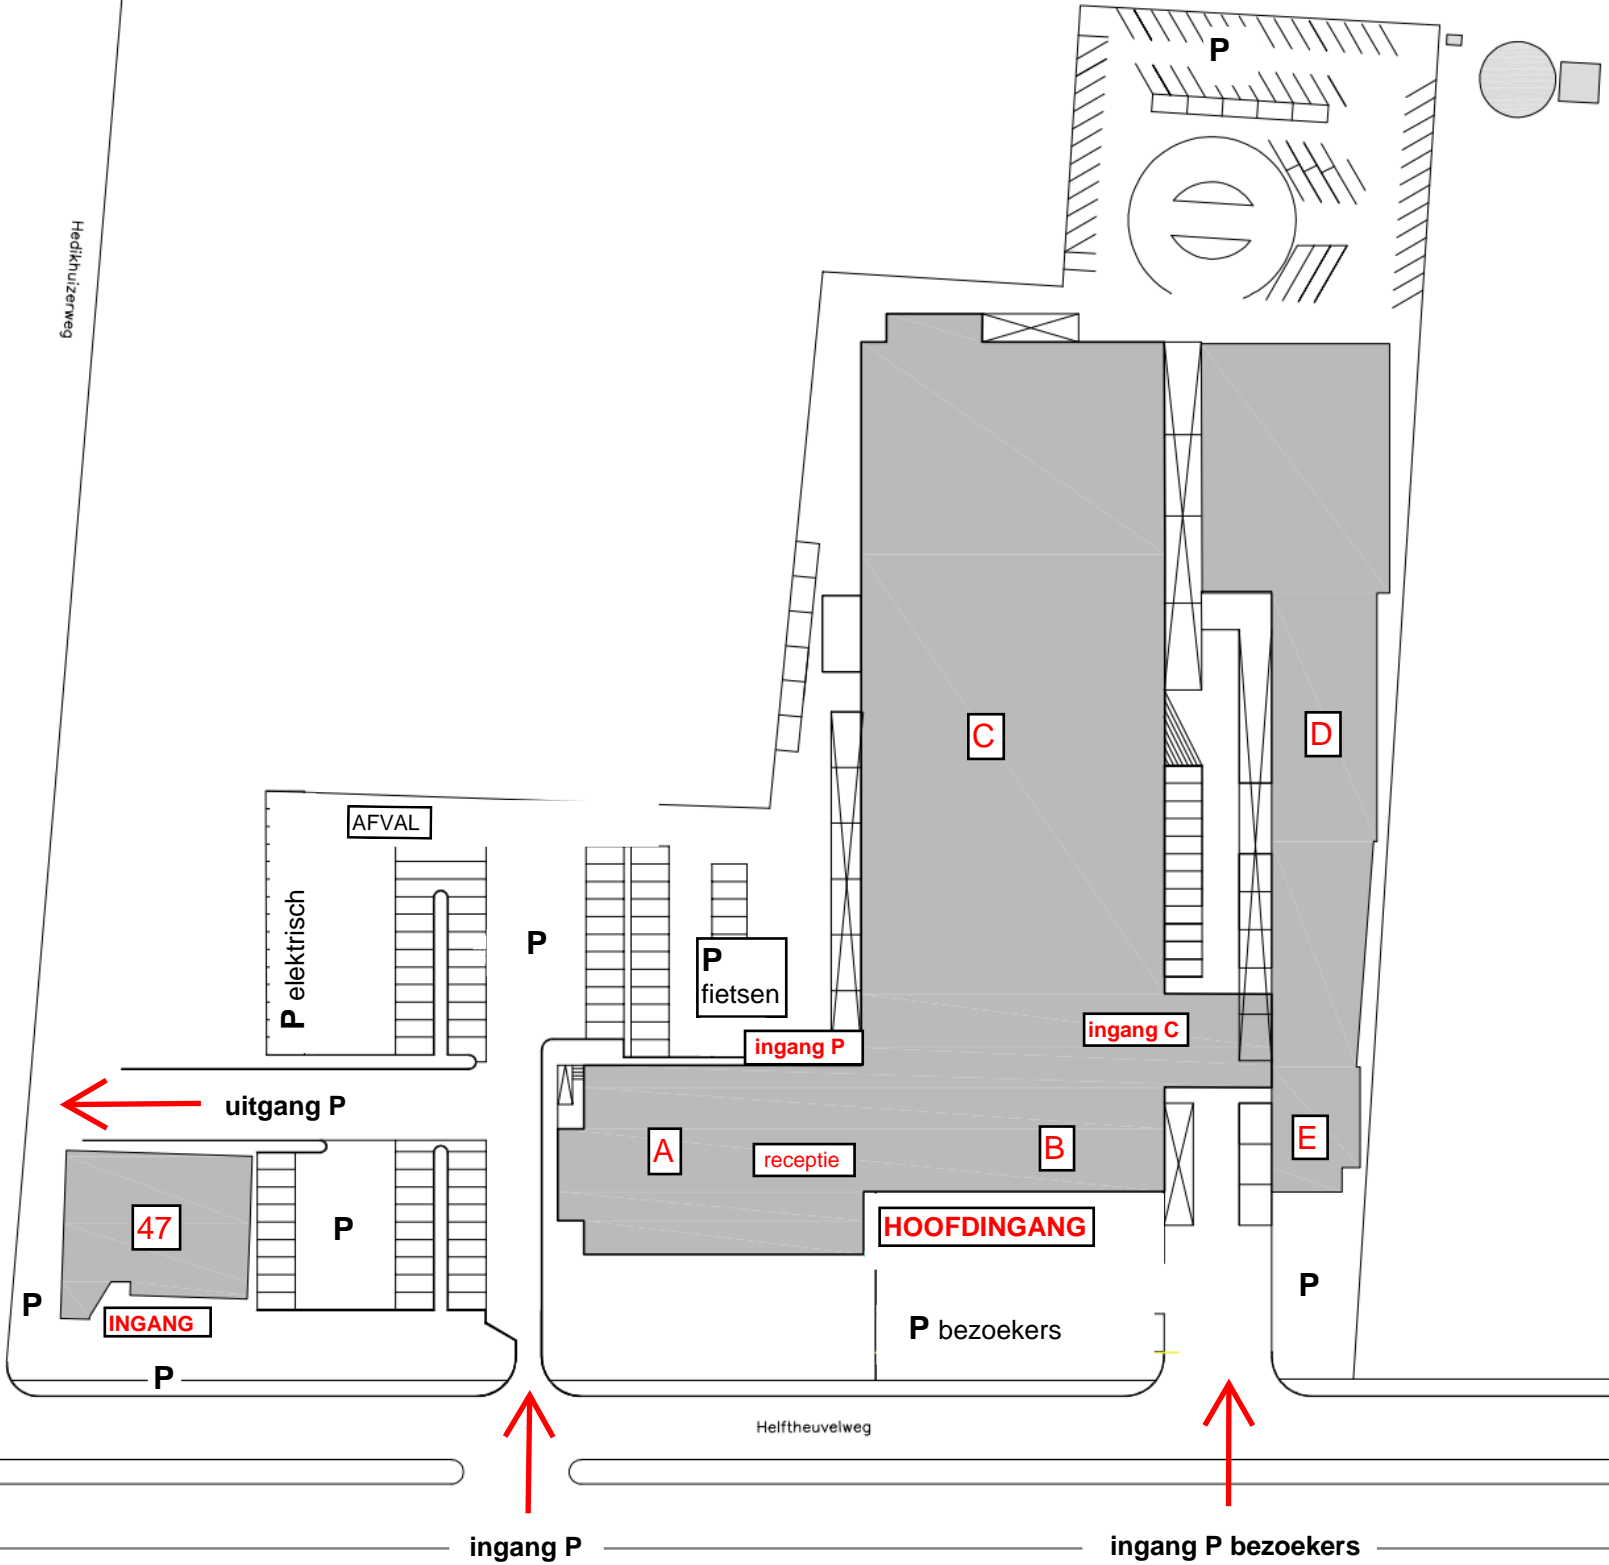 P
Hedikhuizerweg
C
D
AFVAL
P elektrisch
P
P
fietsen
ingang C
ingang P
uitgang P
A
receptie
B
E
47
P
HOOFDINGANG
P
P
INGANG
P bezoekers
P
Helftheuvelweg
ingang P
ingang P bezoekers